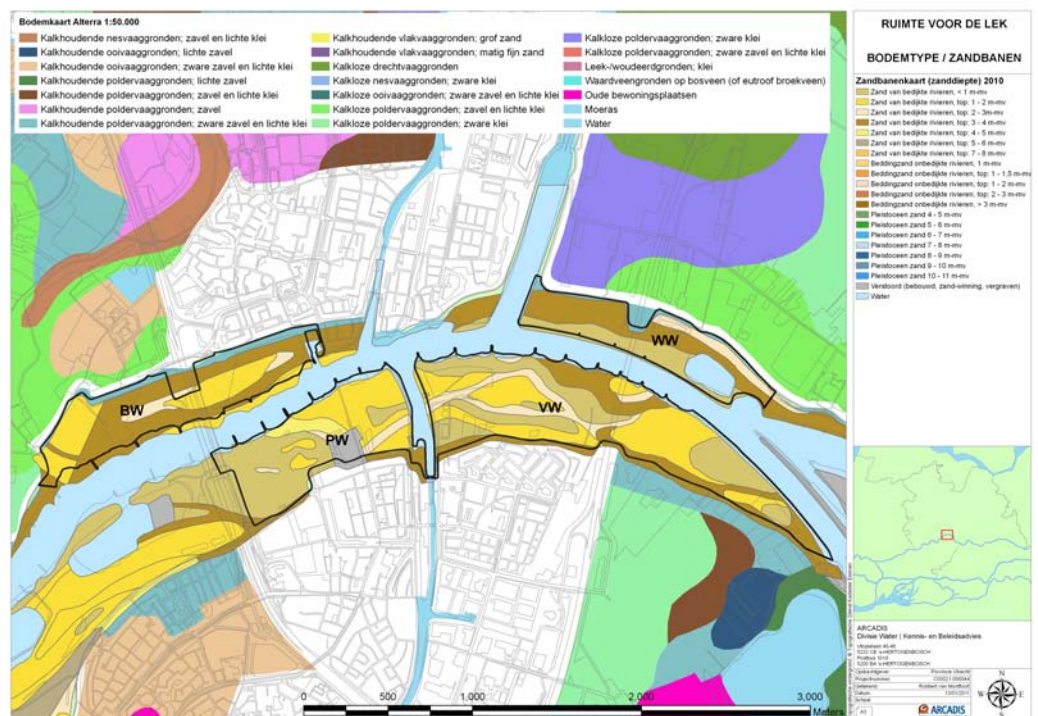 Bodemkaart Alterra 1:50.000
Kalkhoudende nesvaaggronden; zavel en lichte klei
Kalkhoudende ooivaaggronden; lichte zavel
Kalkhoudende ooivaaggronden; zware zavel en lichte klei
Kalkhoudende poldervaaggronden; lichte zavel
Kalkhoudende poldervaaggronden; zavel en lichte klei
Kalkhoudende poldervaaggronden; zavel
Kalkhoudende poldervaaggronden; zware zavel en lichte klei
Kalkhoudende vlakvaaggronden; grof zand
Kalkhoudende vlakvaaggronden; matig fijn zand
Kalkloze drechtvaaggronden
Kalkloze nesvaaggronden; zware klei
Kalkloze ooivaaggronden; zware zavel en lichte klei
Kalkloze poldervaaggronden; zavel en lichte klei
Kalkloze poldervaaggronden; zware klei
Kalkloze poldervaaggronden; zware klei
Kalkloze poldervaaggronden; zware zavel en lichte klei
Leek-/woudeerdgronden; klei
Waardveengronden op bosveen (of eutroof broekveen)
Oude bewoningsplaatsen
Moeras
Water
RUIMTE VOOR DE LEK
BODEMTYPE / ZANDBANEN
Zandbanenkaart (zanddiepte) 2010
Zand van bedijkte rivieren, < 1 m-mv
Zand van bedijkte rivieren, top: 1 - 2 m-mv
Zand van bedijkte rivieren, top: 2 - 3m-mv
Zand van bedijkte rivieren, top: 3 - 4 m-mv
Zand van bedijkte rivieren, top: 4 - 5 m-mv
Zand van bedijkte rivieren, top: 5 - 6 m-mv
Zand van bedijkte rivieren, top: 7 - 8 m-mv
Beddingzand onbedijkte rivieren, 1 m-mv
Beddingzand onbedijkte rivieren, top: 1 - 1,5 m-mv
Beddingzand onbedijkte rivieren, top: 1 - 2 m-mv
Beddingzand onbedijkte rivieren, top: 2 - 3 m-mv
Beddingzand onbedijkte rivieren, > 3 m-mv
Pleistoceen zand 4 - 5 m-mv
Pleistoceen zand 5 - 6 m-mv
Pleistoceen zand 6 - 7 m-mv
Pleistoceen zand 7 - 8 m-mv
Pleistoceen zand 8 - 9 m-mv
Pleistoceen zand 9 - 10 m-mv
Pleistoceen zand 10 - 11 m-mv
Verstoord (bebouwd, zand-winning, vergraven)
Water
WW
BW
VW
PW
ARCADIS
Divisie Water | Kennis- en Beleidsadvies
5200 BA 's-HERTOGENBOSCH
Opdrachtgever: Provincie Utrecht
Projectnummer:
Getekend:
Datum:
Schaal:
A3
N
W E
S
ARCADIS
0 500 1.000 2.000 3.000
Meters